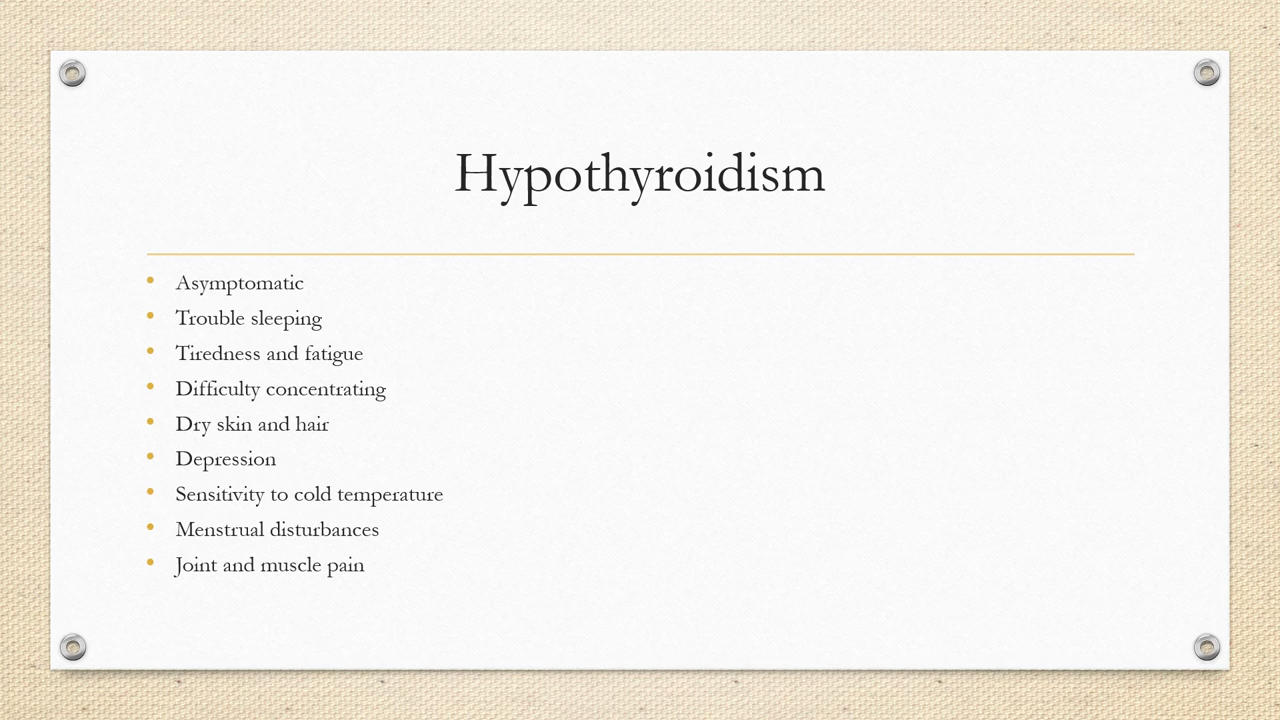 Hypothyroidism
• Asymptomatic
• Trouble sleeping
• Tiredness and fatigue
• Difficulty concentrating
• Dry skin and hair
• Depression
• Sensitivity to cold temperature
• Menstrual disturbances
• Joint and muscle pain